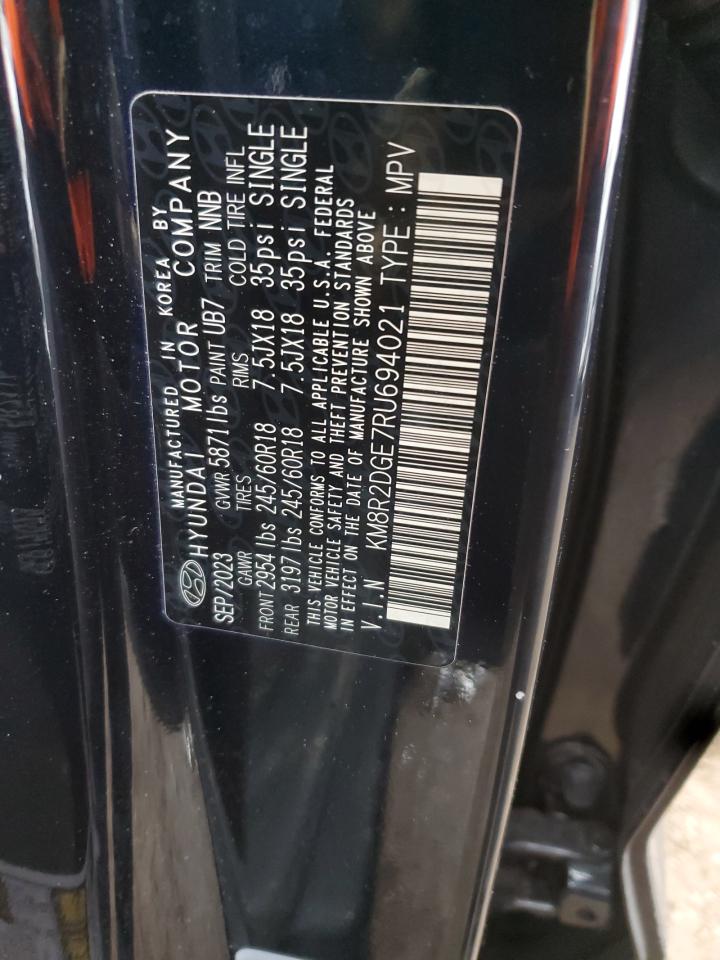 MANUFACTURED IN KOREA BY
HYUNDAI MOTOR COMPANY
SEP/2023 GVWR 5871 lbs PAINT UB7 TRIM NNB
GAWR TIRES RIMS COLD TIRE INFL
FRONT 2954 lbs 245/60R18 7.5JX18 35psi SINGLE
REAR 3197 lbs 245/60R18 7.5JX18 35psi SINGLE
THIS VEHICLE CONFORMS TO ALL APPLICABLE U.S.A. FEDERAL
MOTOR VEHICLE SAFETY AND THEFT PREVENTION STANDARDS
IN EFFECT ON THE DATE OF MANUFACTURE SHOWN ABOVE
V.I.N KM8R2DGE7RU694021 TYPE : MPV